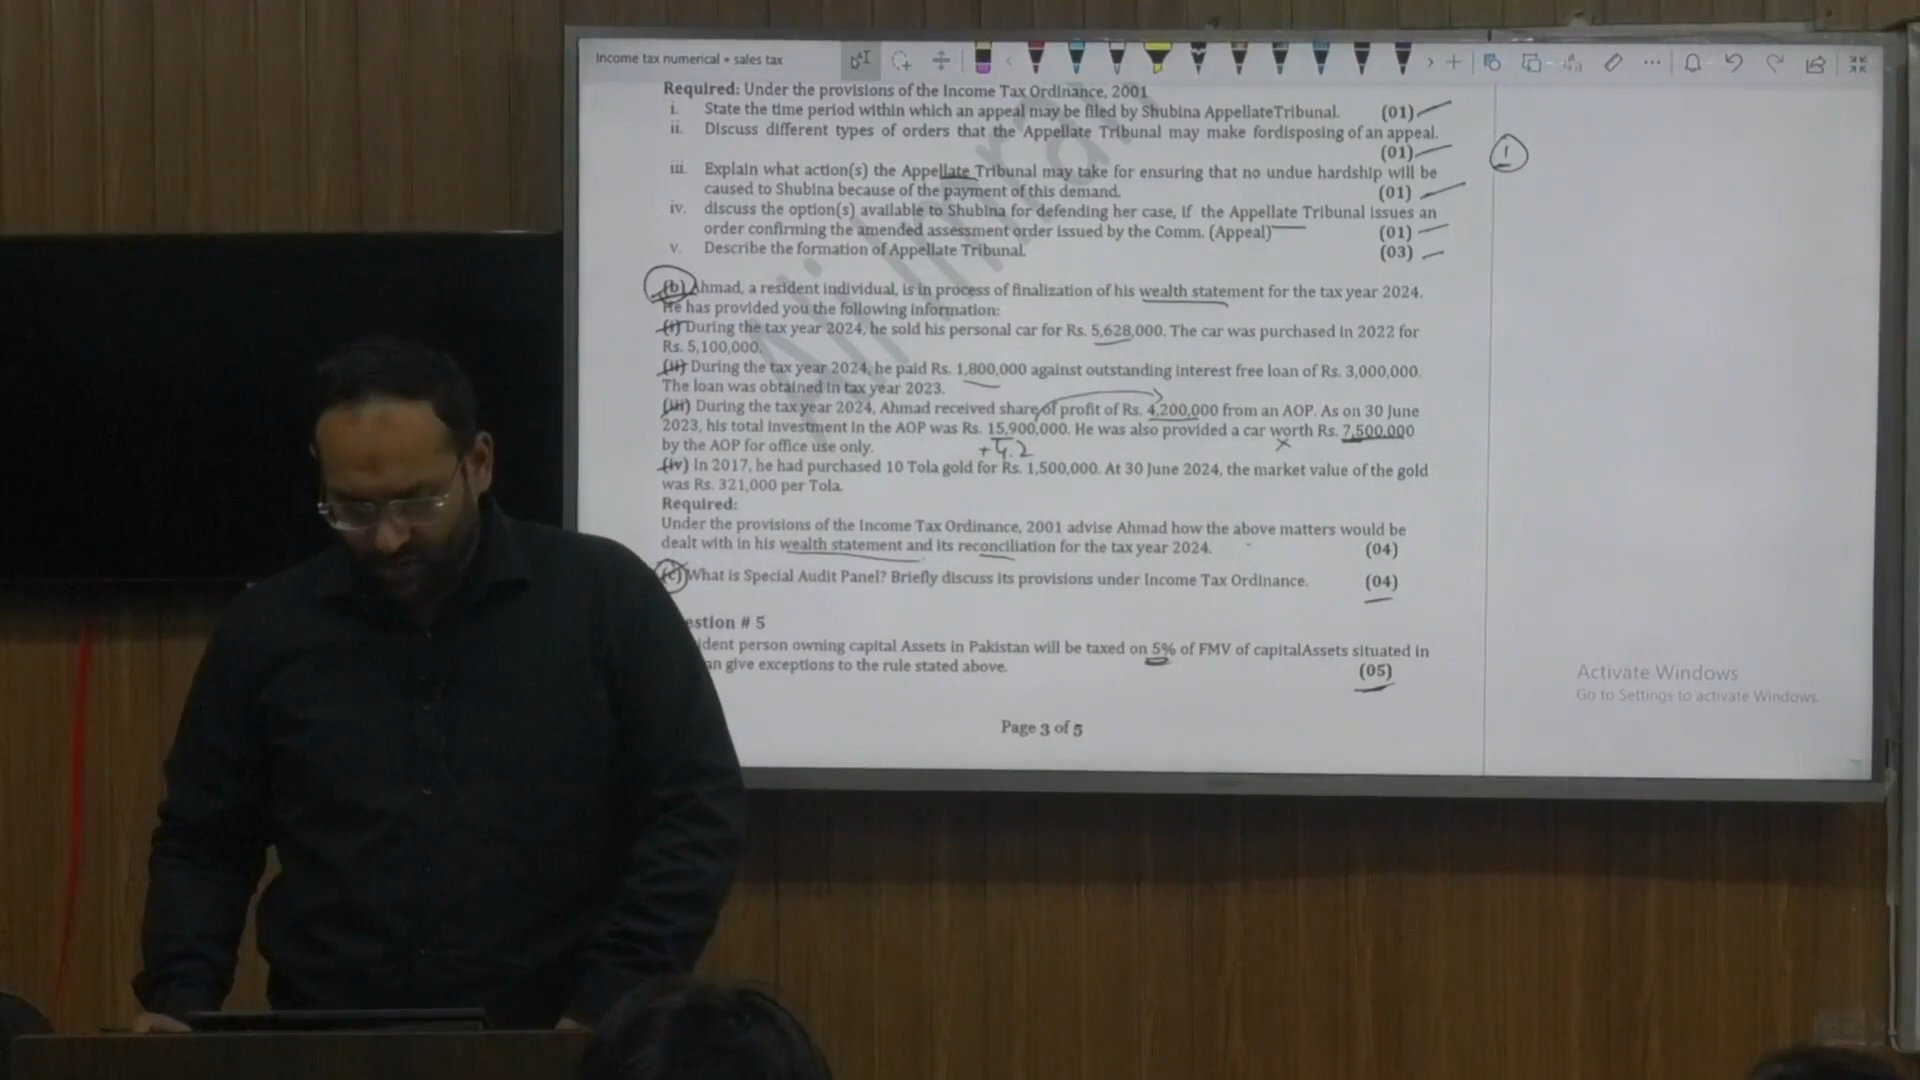 Income tax numerical + sales tax
Required: Under the provisions of the Income Tax Ordinance, 2001
i. State the time period within which an appeal may be filed by Shubina AppellateTribunal. (01)
ii. Discuss different types of orders that the Appellate Tribunal may make fordisposing of an appeal.
(01)
1
iii. Explain what action(s) the Appellate Tribunal may take for ensuring that no undue hardship will be
caused to Shubina because of the payment of this demand. (01)
iv. discuss the option(s) available to Shubina for defending her case, if the Appellate Tribunal issues an
order confirming the amended assessment order issued by the Comm. (Appeal) (01)
v. Describe the formation of Appellate Tribunal. (03)
(b) Ahmad, a resident individual, is in process of finalization of his wealth statement for the tax year 2024.
He has provided you the following information:
(i) During the tax year 2024, he sold his personal car for Rs. 5,628,000. The car was purchased in 2022 for
Rs. 5,100,000.
(ii) During the tax year 2024, he paid Rs. 1,800,000 against outstanding interest free loan of Rs. 3,000,000.
The loan was obtained in tax year 2023.
(iii) During the tax year 2024, Ahmad received share of profit of Rs. 4,200,000 from an AOP. As on 30 June
2023, his total investment in the AOP was Rs. 15,900,000. He was also provided a car worth Rs. 7,500,000
by the AOP for office use only.
+4.2
(iv) In 2017, he had purchased 10 Tola gold for Rs. 1,500,000. At 30 June 2024, the market value of the gold
was Rs. 321,000 per Tola.
Required:
Under the provisions of the Income Tax Ordinance, 2001 advise Ahmad how the above matters would be
dealt with in his wealth statement and its reconciliation for the tax year 2024. (04)
(c) What is Special Audit Panel? Briefly discuss its provisions under Income Tax Ordinance. (04)
estion # 5
ident person owning capital Assets in Pakistan will be taxed on 5% of FMV of capitalAssets situated in
an give exceptions to the rule stated above. (05)
Page 3 of 5
Ali Imran
Activate Windows
Go to Settings to activate Windows.